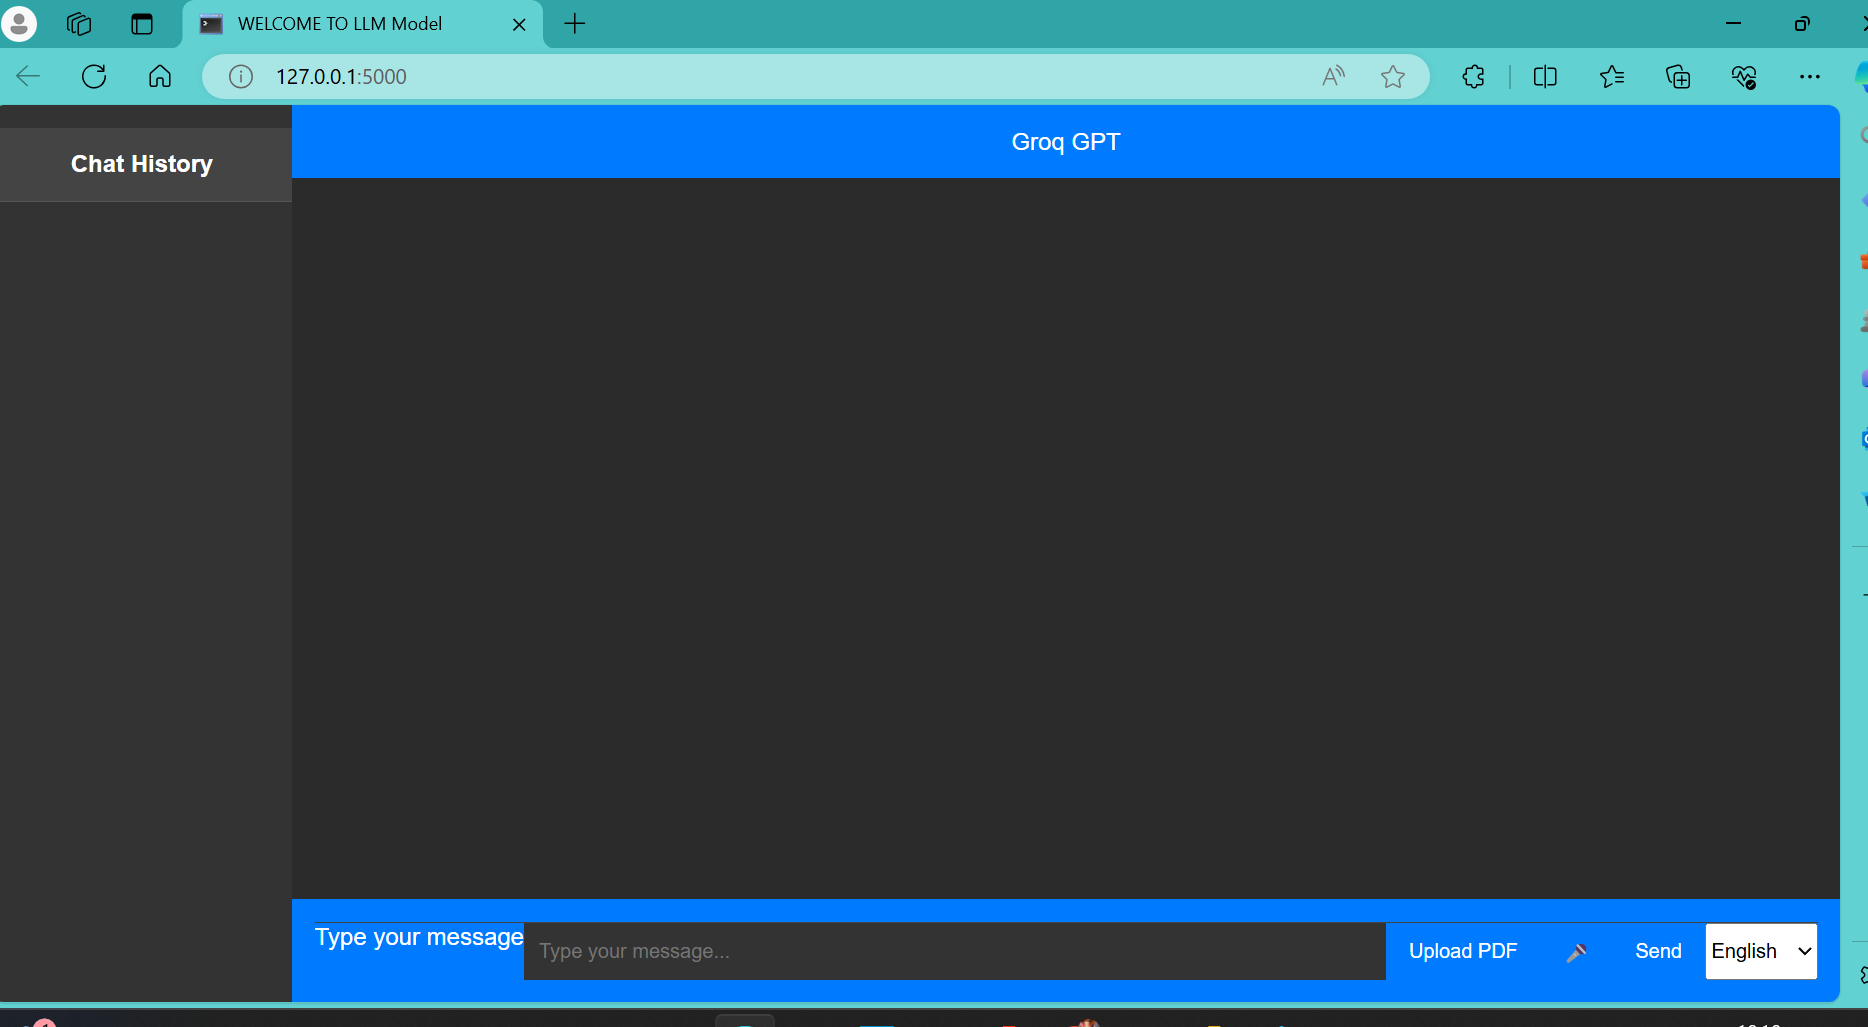 WELCOME TO LLM Model
127.0.0.1:5000
Chat History
Groq GPT
Type your message
Type your message...
Upload PDF
Send
English